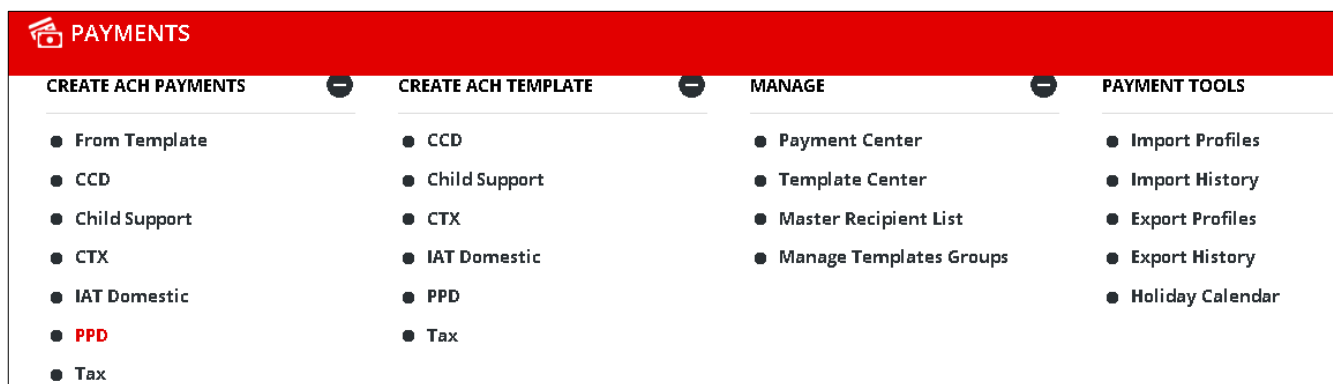 PAYMENTS
CREATE ACH PAYMENTS
From Template
CCD
Child Support
CTX
IAT Domestic
PPD
Tax
CREATE ACH TEMPLATE
CCD
Child Support
CTX
IAT Domestic
PPD
Tax
MANAGE
Payment Center
Template Center
Master Recipient List
Manage Templates Groups
PAYMENT TOOLS
Import Profiles
Import History
Export Profiles
Export History
Holiday Calendar